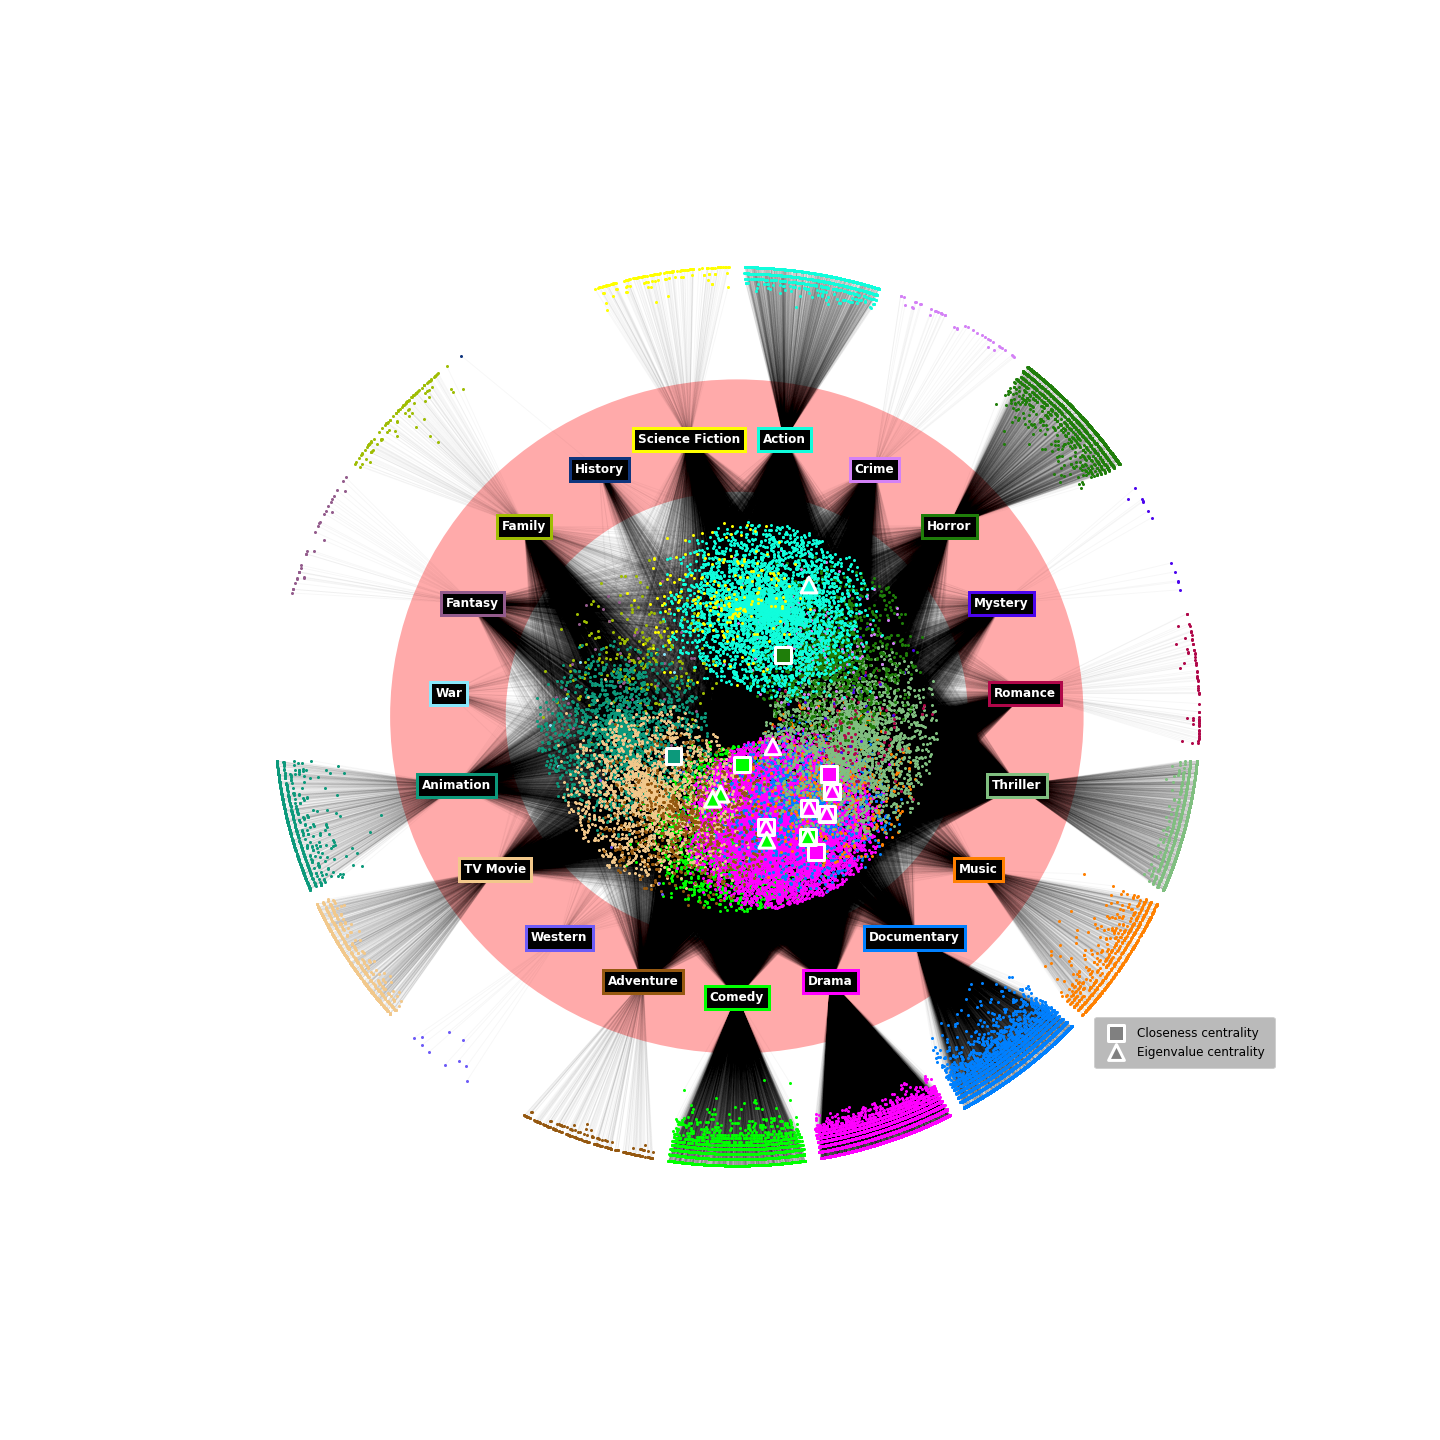 Science Fiction
Action
History
Crime
Family
Horror
Fantasy
Mystery
War
Romance
Animation
Thriller
TV Movie
Music
Western
Documentary
Adventure
Drama
Comedy
Closeness centrality
Eigenvalue centrality